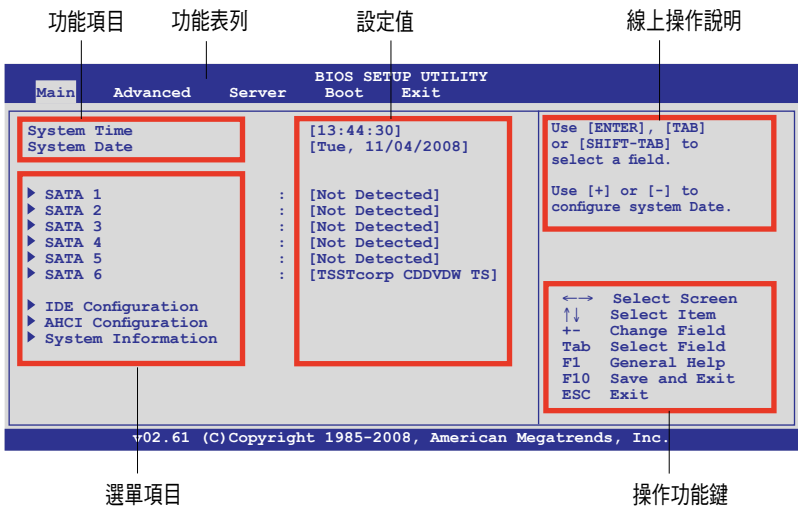 功能項目 功能表列 設定值 線上操作說明
BIOS SETUP UTILITY
Main Advanced Server Boot Exit
System Time [13:44:30]
System Date [Tue, 11/04/2008]
SATA 1 : [Not Detected]
SATA 2 : [Not Detected]
SATA 3 : [Not Detected]
SATA 4 : [Not Detected]
SATA 5 : [Not Detected]
SATA 6 : [TSSTcorp CDDVDW TS]
IDE Configuration
AHCI Configuration
System Information
Use [ENTER], [TAB]
or [SHIFT-TAB] to
select a field.
Use [+] or [-] to
configure system Date.
←→ Select Screen
↑↓ Select Item
+- Change Field
Tab Select Field
F1 General Help
F10 Save and Exit
ESC Exit
v02.61 (C)Copyright 1985-2008, American Megatrends, Inc.
選單項目 操作功能鍵